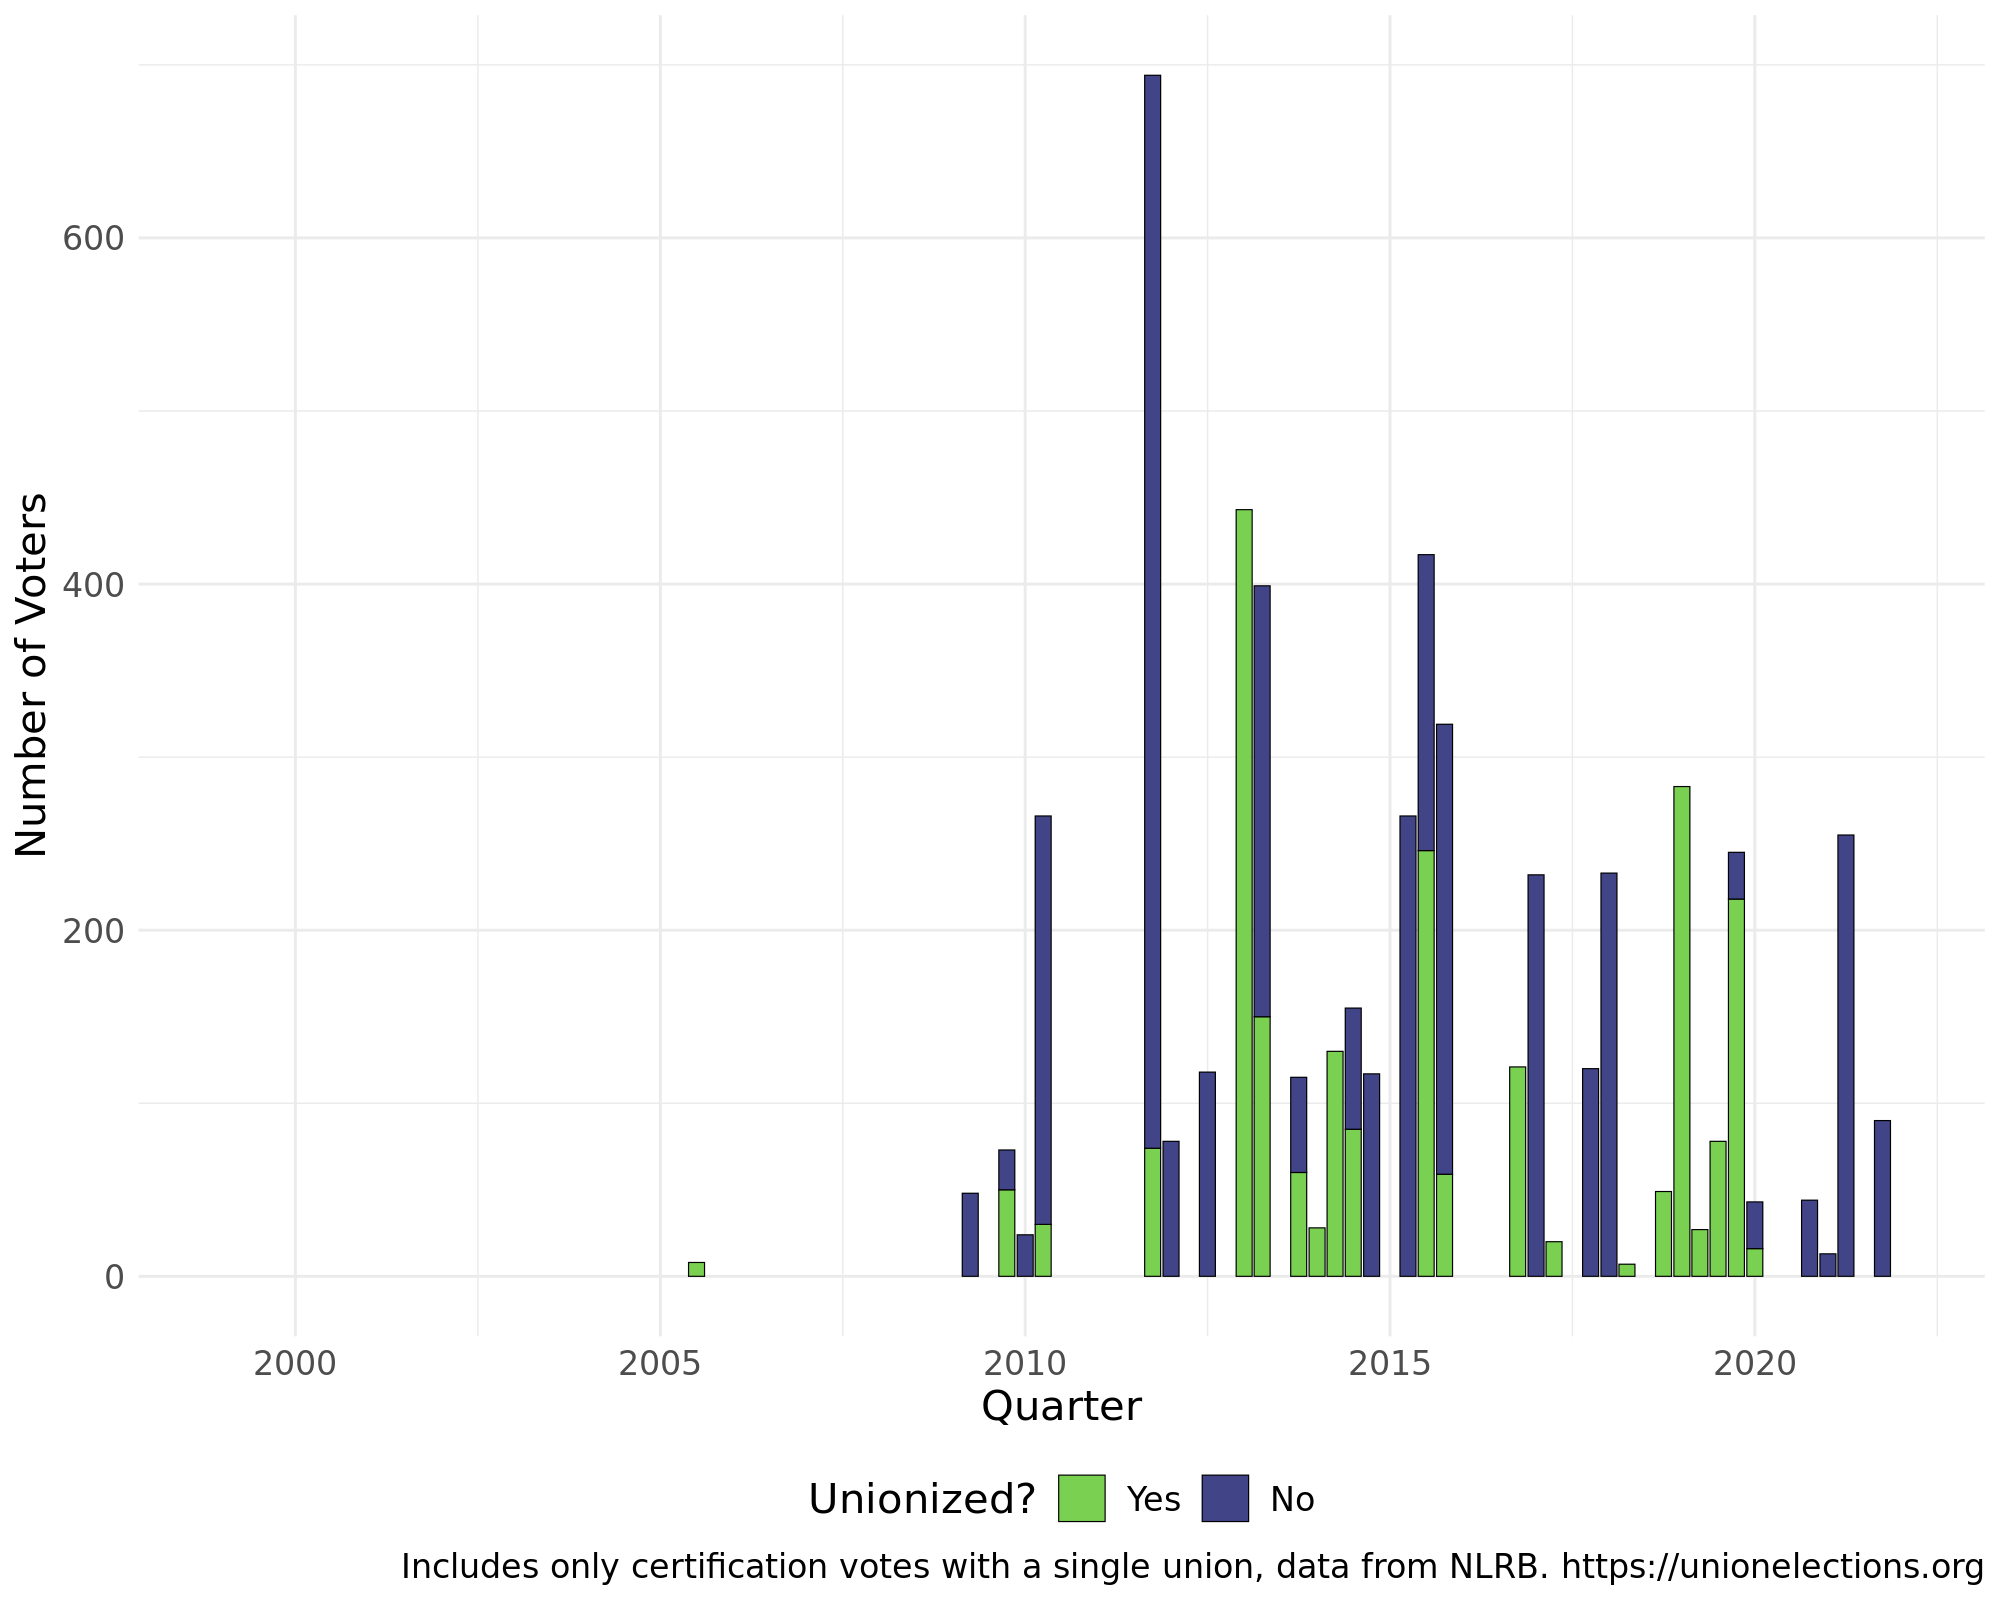 600
400
200
0
Number of Voters
2000 2005 2010 2015 2020
Quarter
Unionized? Yes No
Includes only certification votes with a single union, data from NLRB. https://unionelections.org